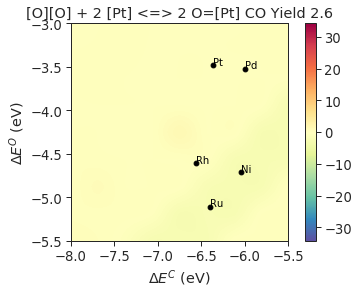 [O][O] + 2 [Pt] <=> 2 O=[Pt] CO Yield 2.6
−3.0
−3.5
−4.0
−4.5
−5.0
−5.5
ΔE^O (eV)
Pt
Pd
Rh
Ni
Ru
−8.0 −7.5 −7.0 −6.5 −6.0 −5.5
ΔE^C (eV)
30
20
10
0
−10
−20
−30